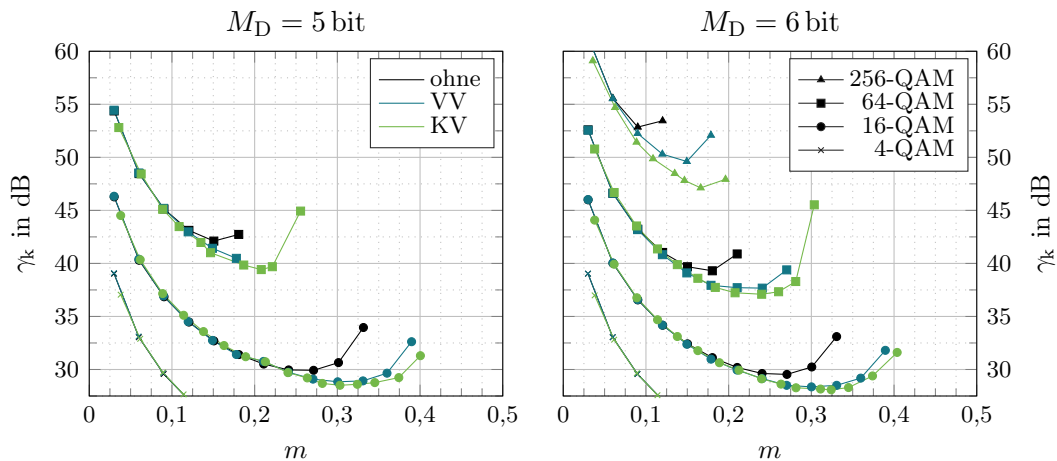 M_D = 5 bit
M_D = 6 bit
60
55
50
45
40
35
30
γ_k in dB
0
0,1
0,2
0,3
0,4
0,5
m
ohne
VV
KV
60
55
50
45
40
35
30
γ_k in dB
0
0,1
0,2
0,3
0,4
0,5
m
256-QAM
64-QAM
16-QAM
4-QAM